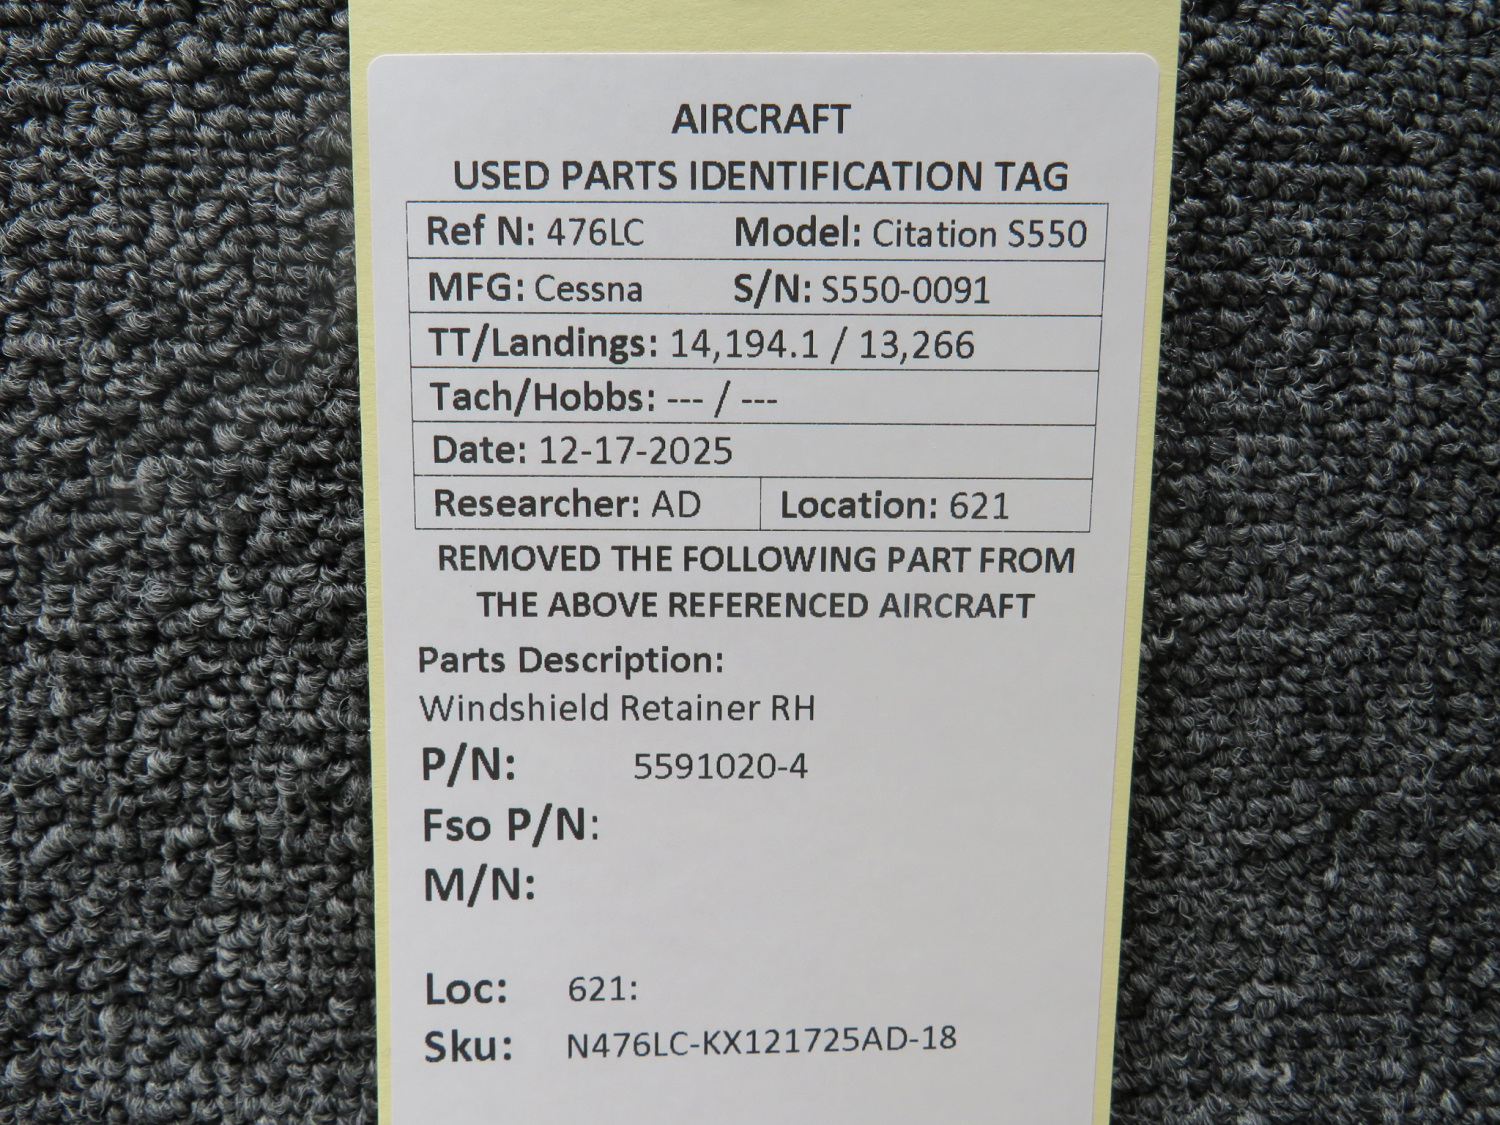 AIRCRAFT
USED PARTS IDENTIFICATION TAG
Ref N: 476LC Model: Citation S550
MFG: Cessna S/N: S550-0091
TT/Landings: 14,194.1 / 13,266
Tach/Hobbs: --- / ---
Date: 12-17-2025
Researcher: AD Location: 621
REMOVED THE FOLLOWING PART FROM
THE ABOVE REFERENCED AIRCRAFT
Parts Description:
Windshield Retainer RH
P/N: 5591020-4
Fso P/N:
M/N:
Loc: 621:
Sku: N476LC-KX121725AD-18